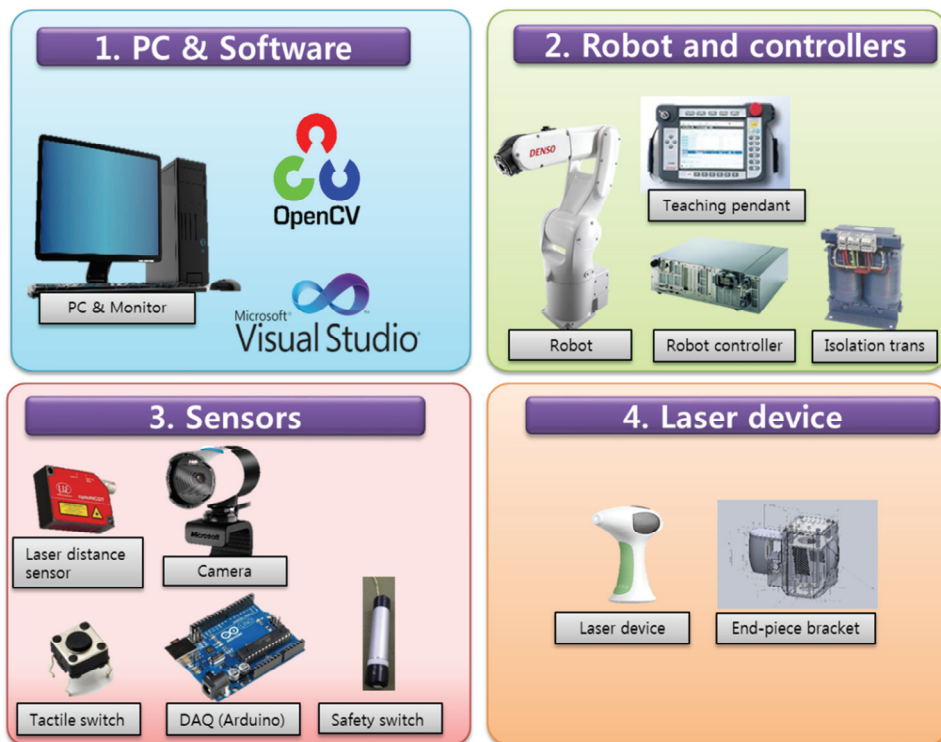 1. PC & Software
OpenCV
PC & Monitor
Microsoft®
Visual Studio®
2. Robot and controllers
DENSO
Teaching pendant
Robot
Robot controller
Isolation trans
3. Sensors
Microsoft
Laser distance
sensor
Camera
Tactile switch
DAQ (Arduino)
Safety switch
4. Laser device
Laser device
End-piece bracket